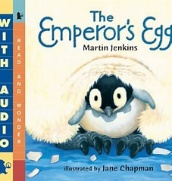 The
Emperor's Egg
Martin Jenkins
illustrated by Jane Chapman
WITH AUDIO
READ AND WONDER